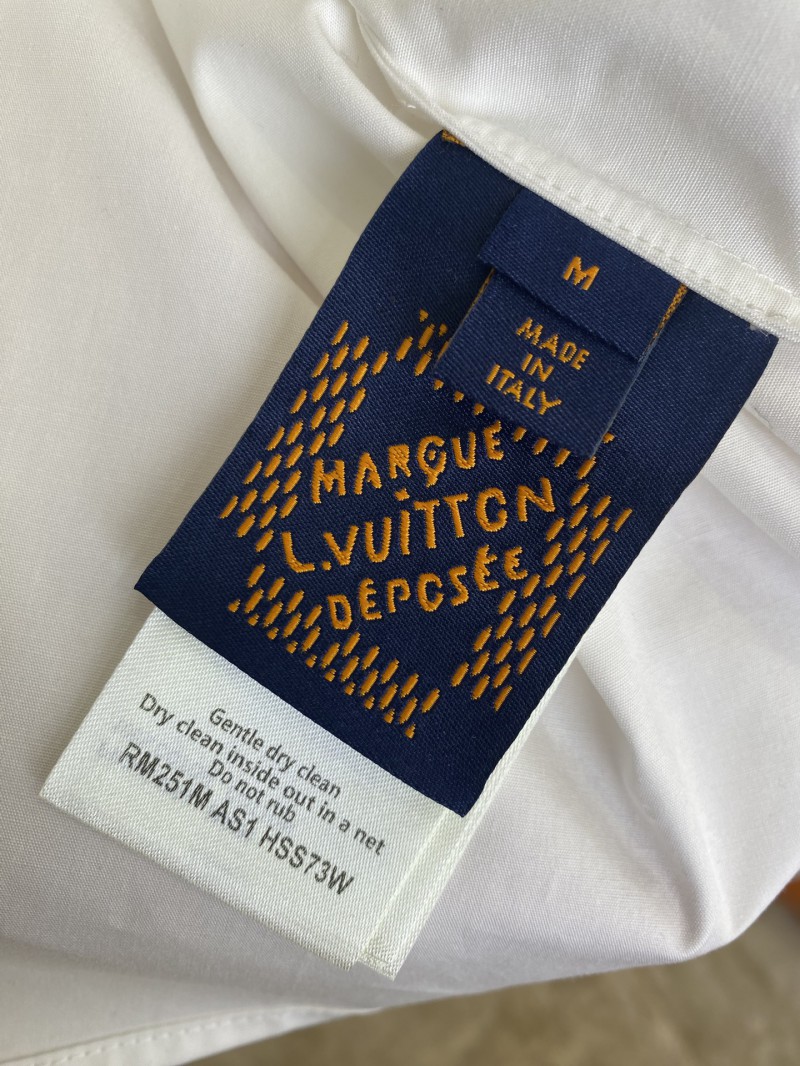 M
MADE
IN
ITALY
MARQUE
L.VUITTON
DÉPOSÉE
Gentle dry clean
Dry clean inside out in a net
Do not rub
RM251M AS1 HSS73W